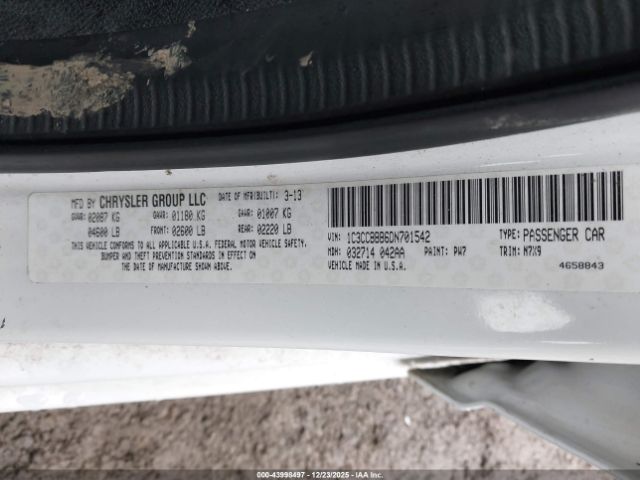 MFD BY CHRYSLER GROUP LLC DATE OF MFR(BUILT): 3-13
GVWR: 02087 KG GAWR: 01180 KG GAWR: 01007 KG
04600 LB FRONT: 02600 LB REAR: 02220 LB
THIS VEHICLE CONFORMS TO ALL APPLICABLE U.S.A. FEDERAL MOTOR VEHICLE SAFETY,
BUMPER AND THEFT PREVENTION STANDARDS IN EFFECT ON
THE DATE OF MANUFACTURE SHOWN ABOVE.
VIN: 1C3CCBBB6DN701542 TYPE: PASSENGER CAR
MDH: 032714 042AA PAINT: PW7 TRIM: M7X9
VEHICLE MADE IN U.S.A. 4658843
000-43998497 - 12/23/2025 - IAAI.COM